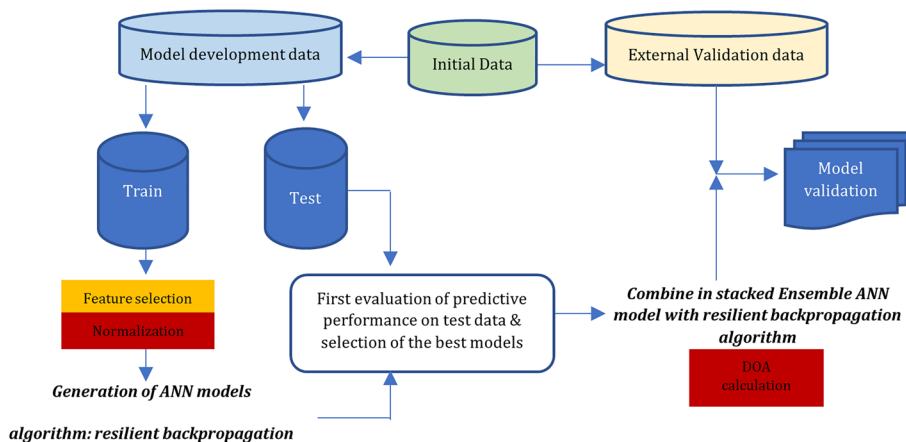 Model development data
Initial Data
External Validation data
Train
Test
Model
validation
Feature selection
Normalization
Generation of ANN models
algorithm: resilient backpropagation
First evaluation of predictive
performance on test data &
selection of the best models
Combine in stacked Ensemble ANN
model with resilient backpropagation
algorithm
DOA
calculation